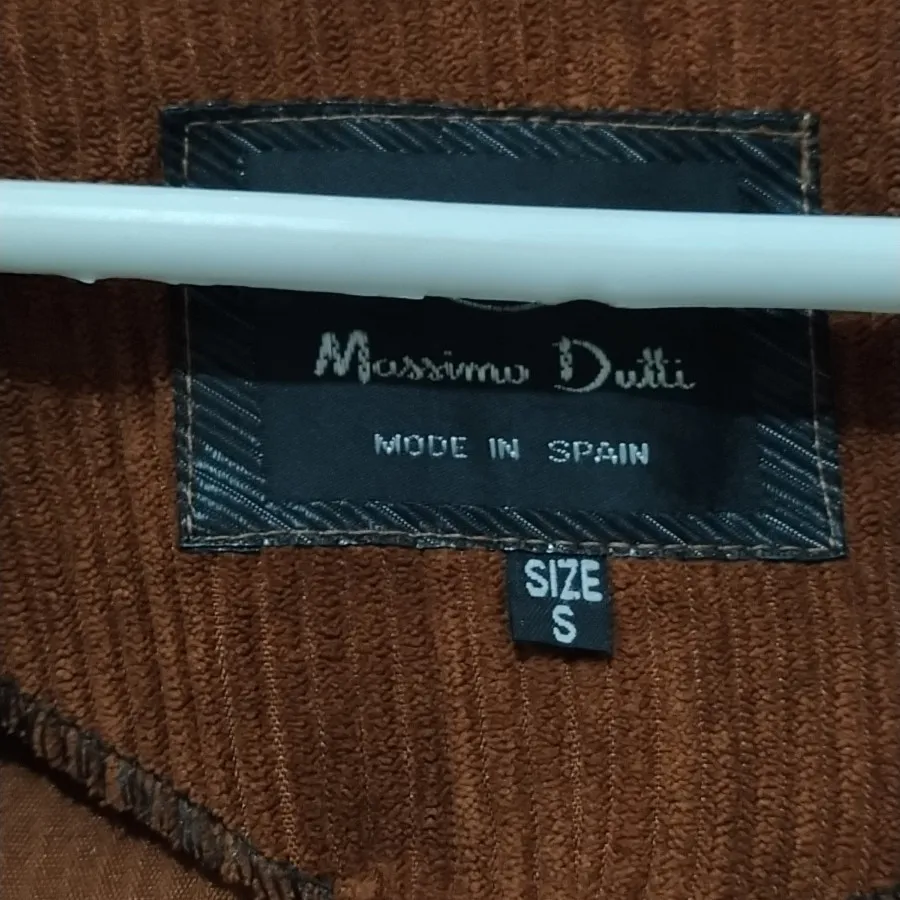 Massimo Dutti
MODE IN SPAIN
SIZE
S